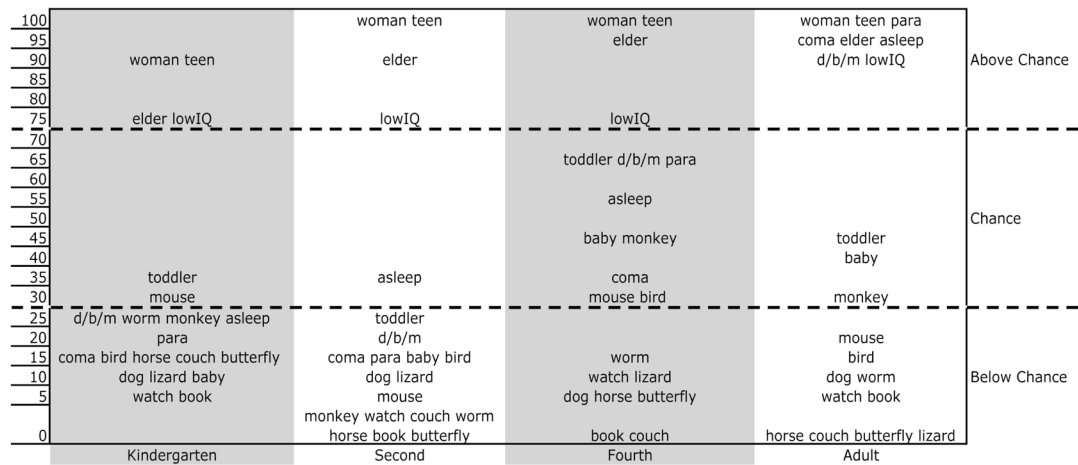 100 woman teen woman teen woman teen para
95 elder coma elder asleep
90 woman teen elder d/b/m lowIQ Above Chance
85
80
75 elder lowIQ lowIQ lowIQ
70
65 toddler d/b/m para
60
55 asleep
50 Chance
45 baby monkey toddler
40 baby
35 toddler asleep coma
30 mouse mouse bird monkey
25 d/b/m worm monkey asleep toddler
20 para d/b/m mouse
15 coma bird horse couch butterfly coma para baby bird worm bird
10 dog lizard baby dog lizard watch lizard dog worm Below Chance
5 watch book mouse dog horse butterfly watch book
monkey watch couch worm
0 horse book butterfly book couch horse couch butterfly lizard
Kindergarten Second Fourth Adult